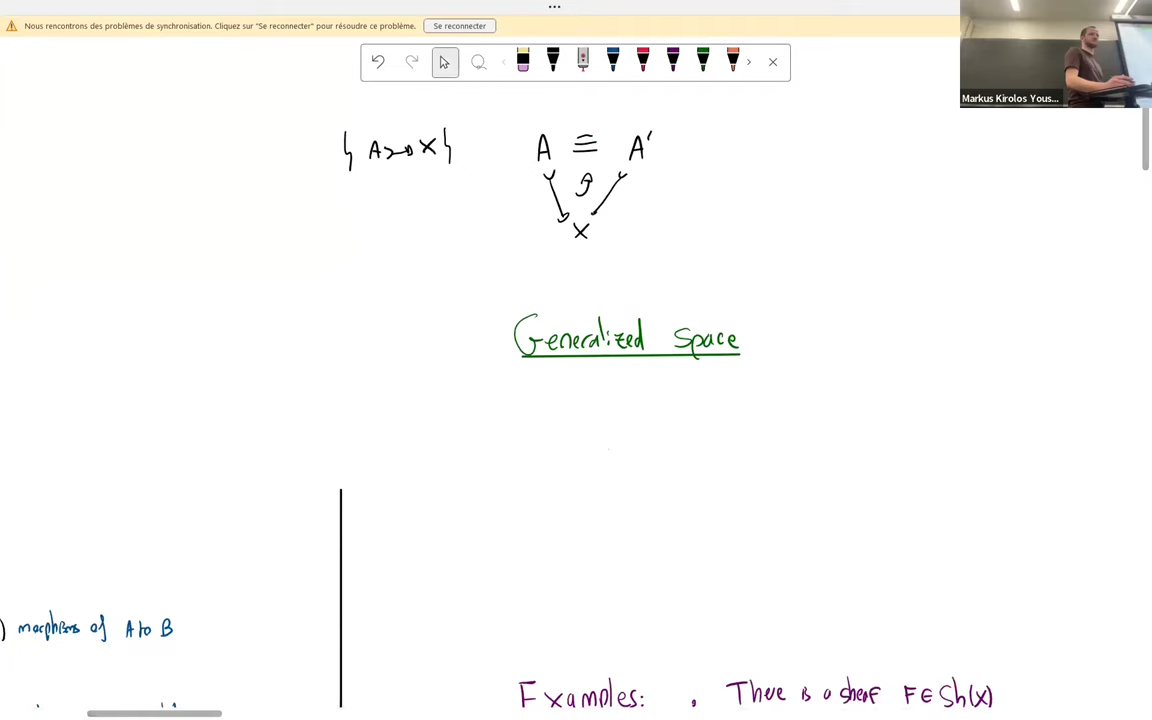 Nous rencontrons des problèmes de synchronisation. Cliquez sur "Se reconnecter" pour résoudre ce problème. Se reconnecter
Markus Kirolos Yous...
{ A ↣ X } A ≡ A'
X
Generalized Space
) morphisms of A to B
Examples: • There is a sheaf F ∈ Sh(X)